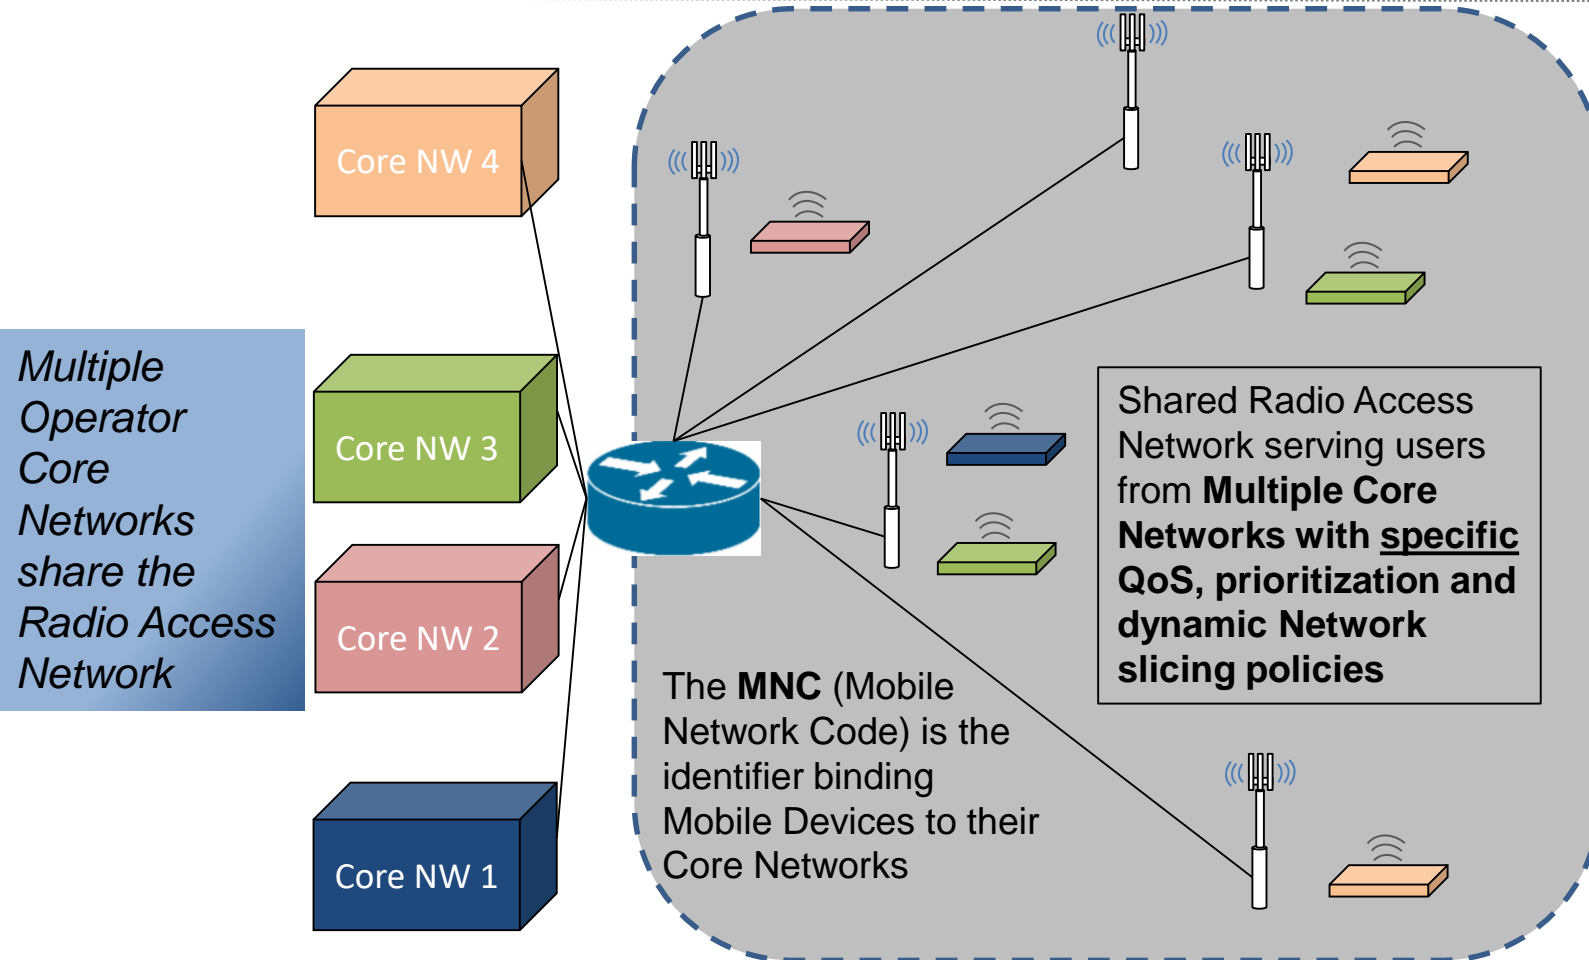 Core NW 4
Multiple
Operator
Core
Networks
share the
Radio Access
Network
Core NW 3
Core NW 2
Core NW 1
Shared Radio Access
Network serving users
from Multiple Core
Networks with specific
QoS, prioritization and
dynamic Network
slicing policies
The MNC (Mobile
Network Code) is the
identifier binding
Mobile Devices to their
Core Networks